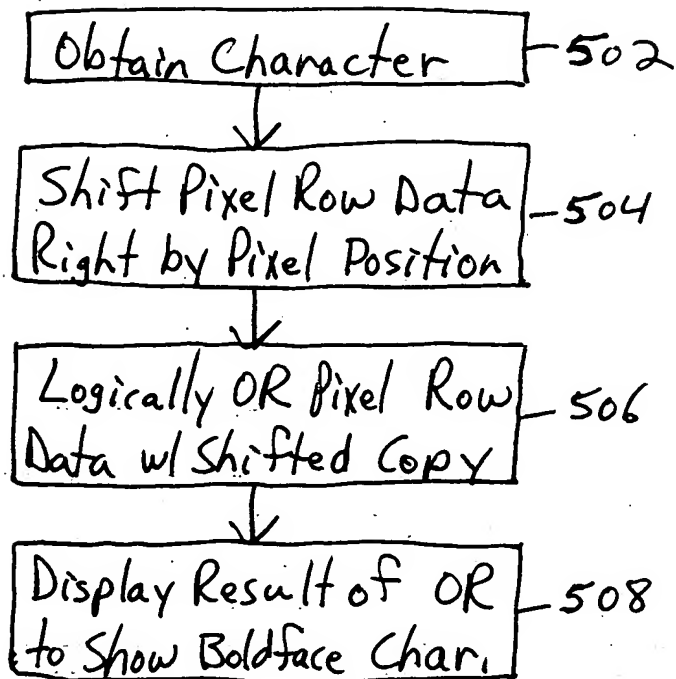 Obtain Character 502
Shift Pixel Row Data
Right by Pixel Position 504
Logically OR Pixel Row
Data w/ Shifted Copy 506
Display Result of OR
to Show Boldface Char. 508